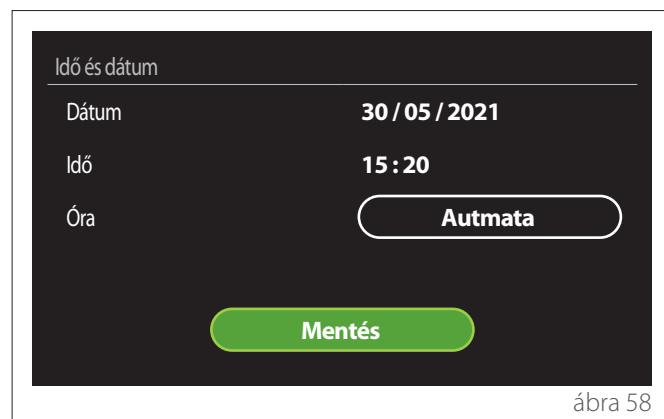 Idő és dátum
Dátum 30 / 05 / 2021
Idő 15 : 20
Óra Autmata
Mentés
ábra 58